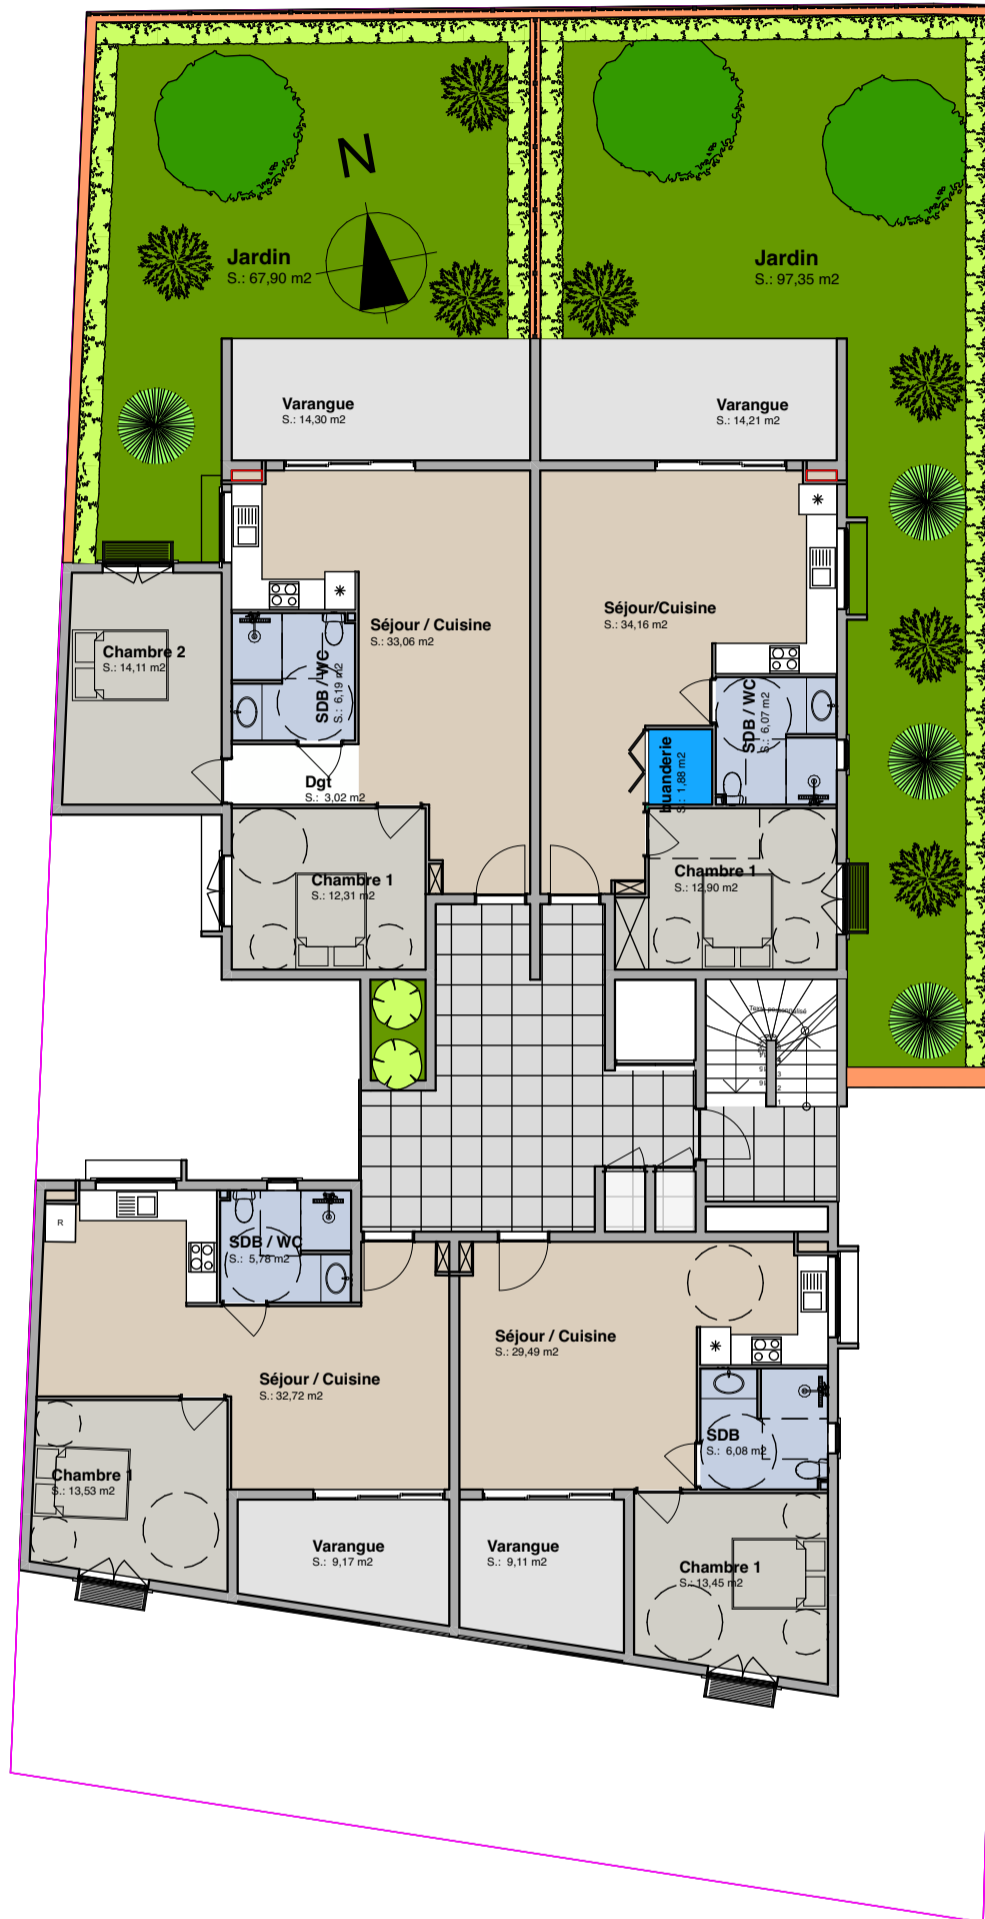 N
Jardin
S.: 67,90 m2
Jardin
S.: 97,35 m2
Varangue
S.: 14,30 m2
Varangue
S.: 14,21 m2
Séjour / Cuisine
S.: 33,06 m2
Séjour/Cuisine
S.: 34,16 m2
Chambre 2
S.: 14,11 m2
SDB / WC
S.: 6,19 m2
SDB / WC
S.: 6,07 m2
buanderie
S.: 1,88 m2
Dgt
S.: 3,02 m2
Chambre 1
S.: 12,31 m2
Chambre 1
S.: 12,90 m2
Texte personnalisé
R
SDB / WC
S.: 5,78 m2
Séjour / Cuisine
S.: 29,49 m2
Séjour / Cuisine
S.: 32,72 m2
SDB
S.: 6,08 m2
Chambre 1
S.: 13,53 m2
Varangue
S.: 9,17 m2
Varangue
S.: 9,11 m2
Chambre 1
S.: 13,45 m2